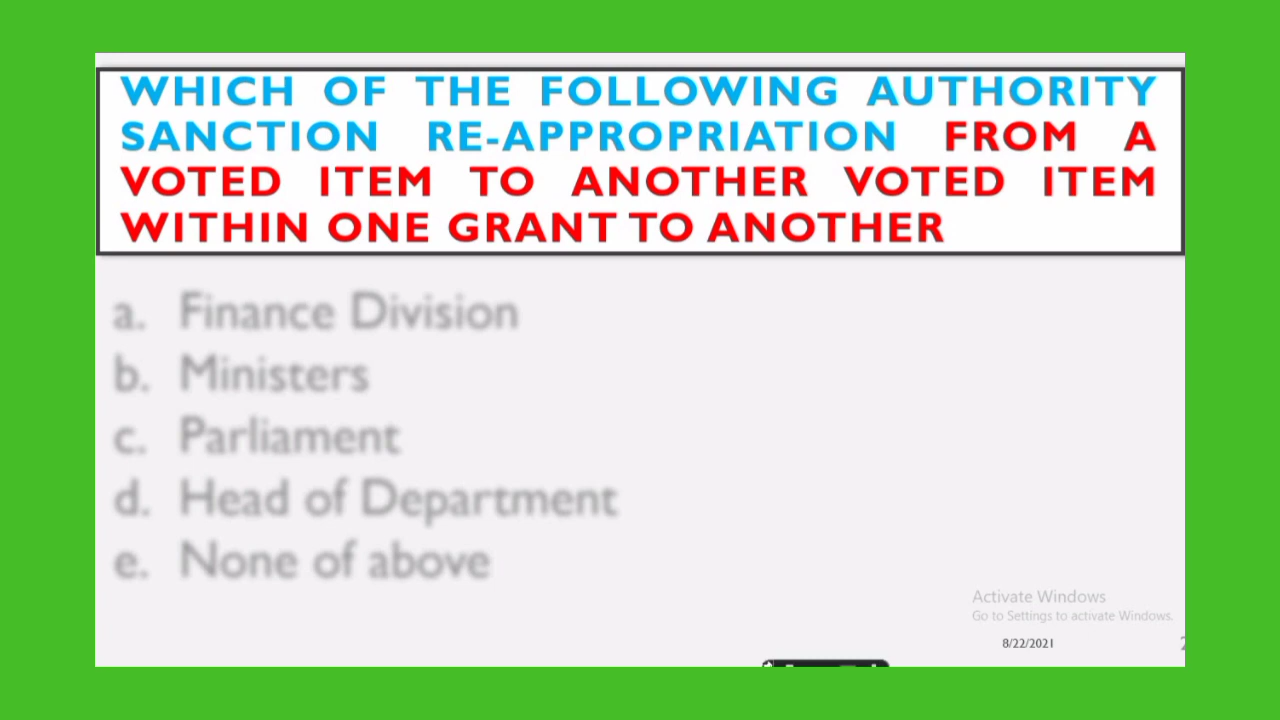 WHICH OF THE FOLLOWING AUTHORITY
SANCTION RE-APPROPRIATION FROM A
VOTED ITEM TO ANOTHER VOTED ITEM
WITHIN ONE GRANT TO ANOTHER
a. Finance Division
b. Ministers
c. Parliament
d. Head of Department
e. None of above
Activate Windows
Go to Settings to activate Windows.
8/22/2021